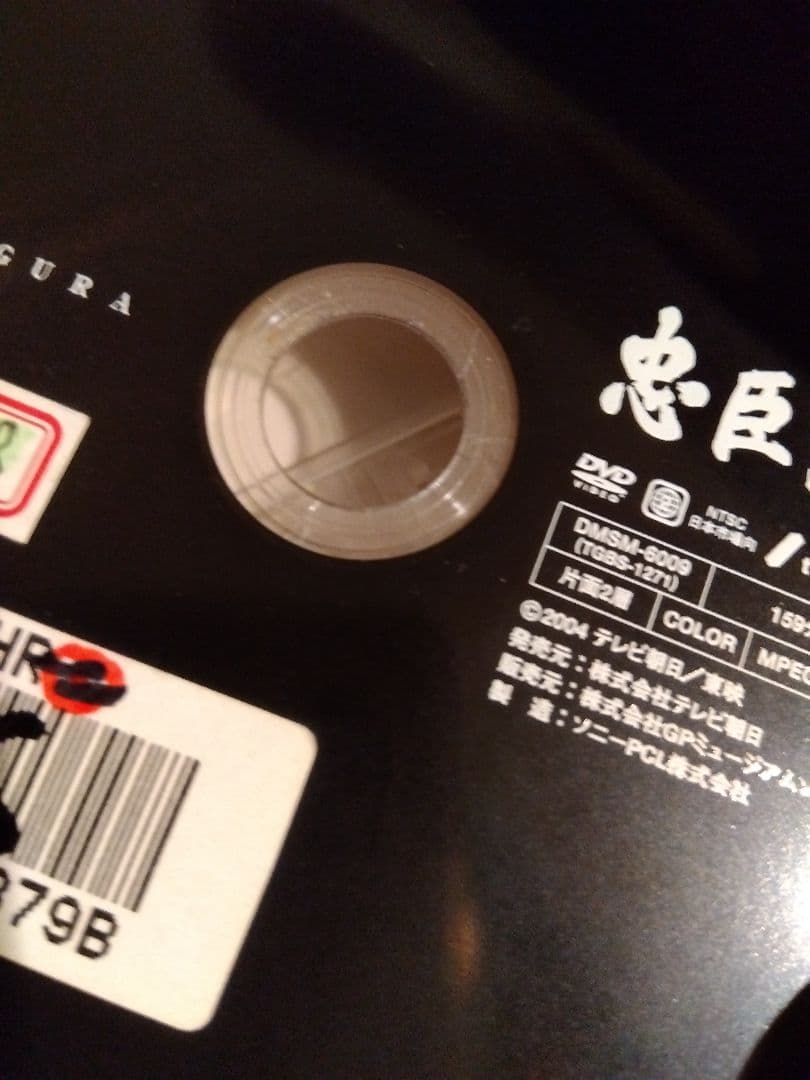 GURA
忠臣
DVD
VIDEO
NTSC
日本市場向
DMSM-6009
(TGBS-1271)
159
片面2層
COLOR
MPEG
©2004 テレビ朝日／東映
発売元：株式会社テレビ朝日
販売元：株式会社GPミュージアム
製 造：ソニーPCL株式会社
HR
379B